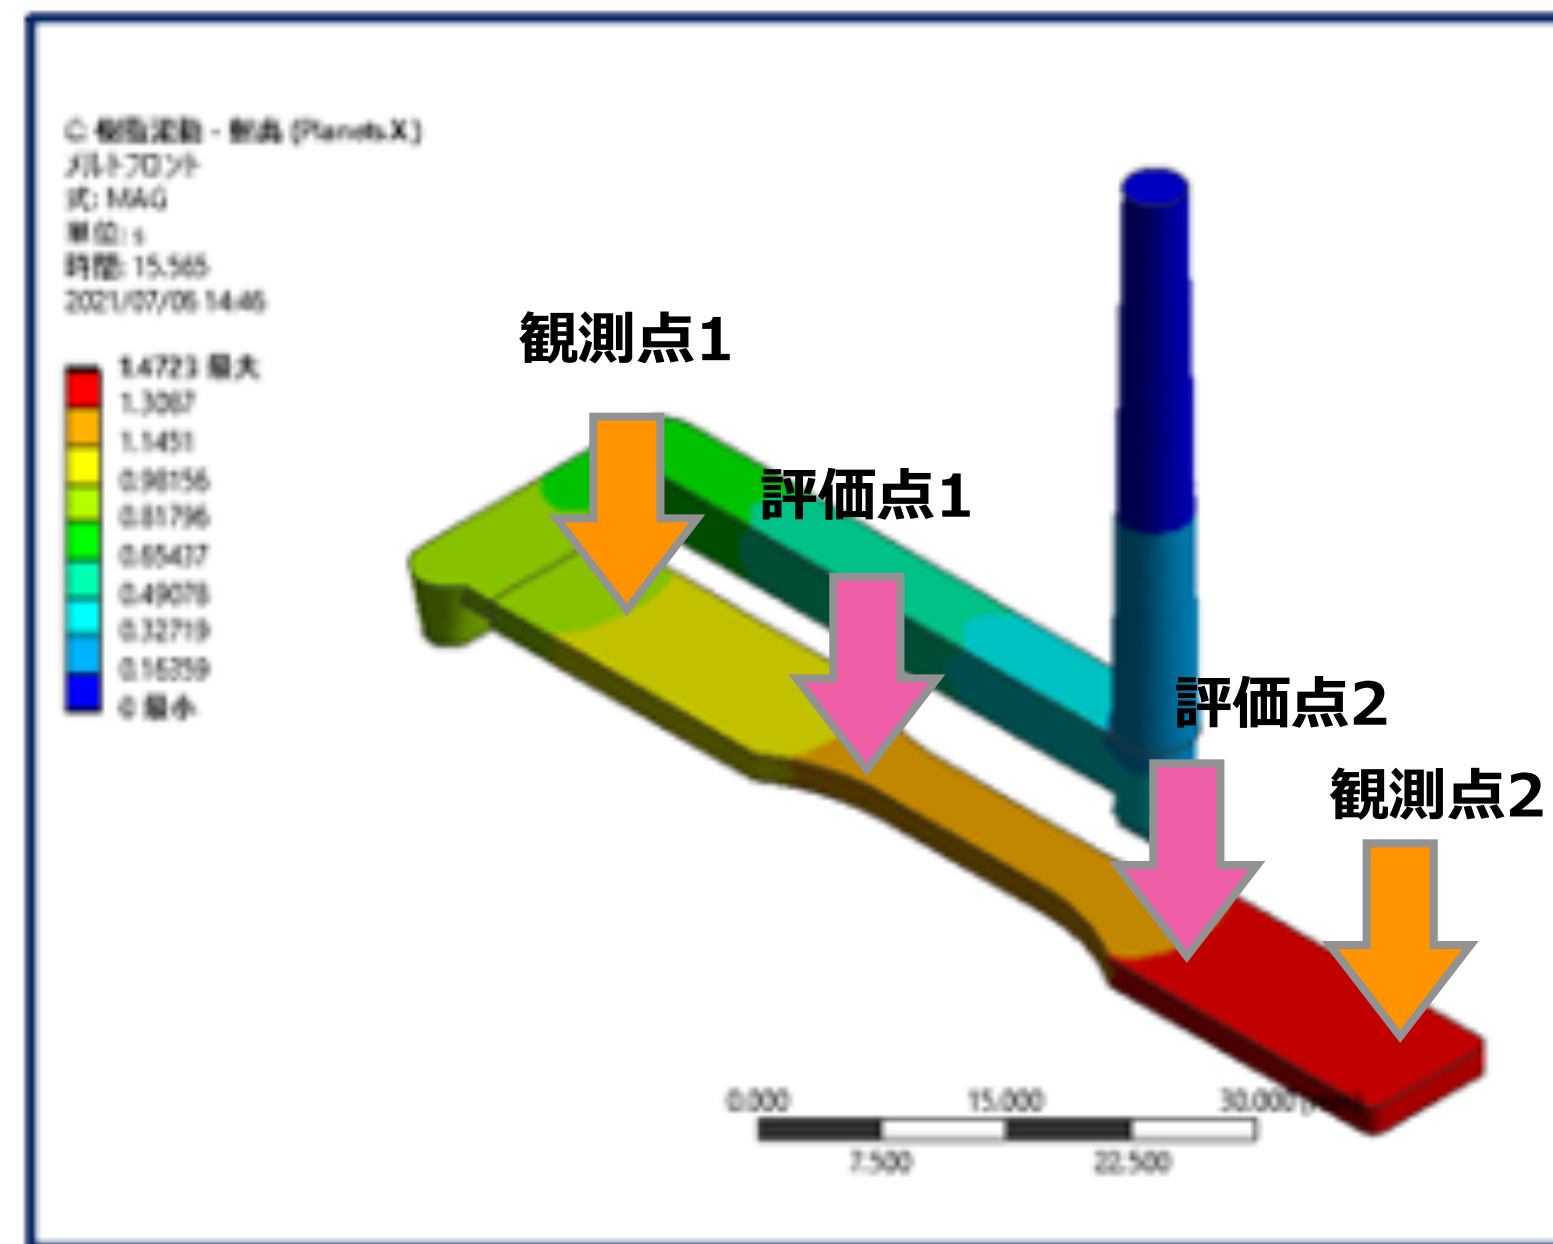 C: 樹脂流動 - 射出 (PlanetsX)
メルトフロント
式: MAG
単位: s
時間: 15.565
2021/07/06 14:46
1.4723 最大
1.3087
1.1451
0.98156
0.81796
0.65437
0.49078
0.32719
0.16359
0 最小
観測点1
評価点1
評価点2
観測点2
0.000 15.000 30.000
7.500 22.500